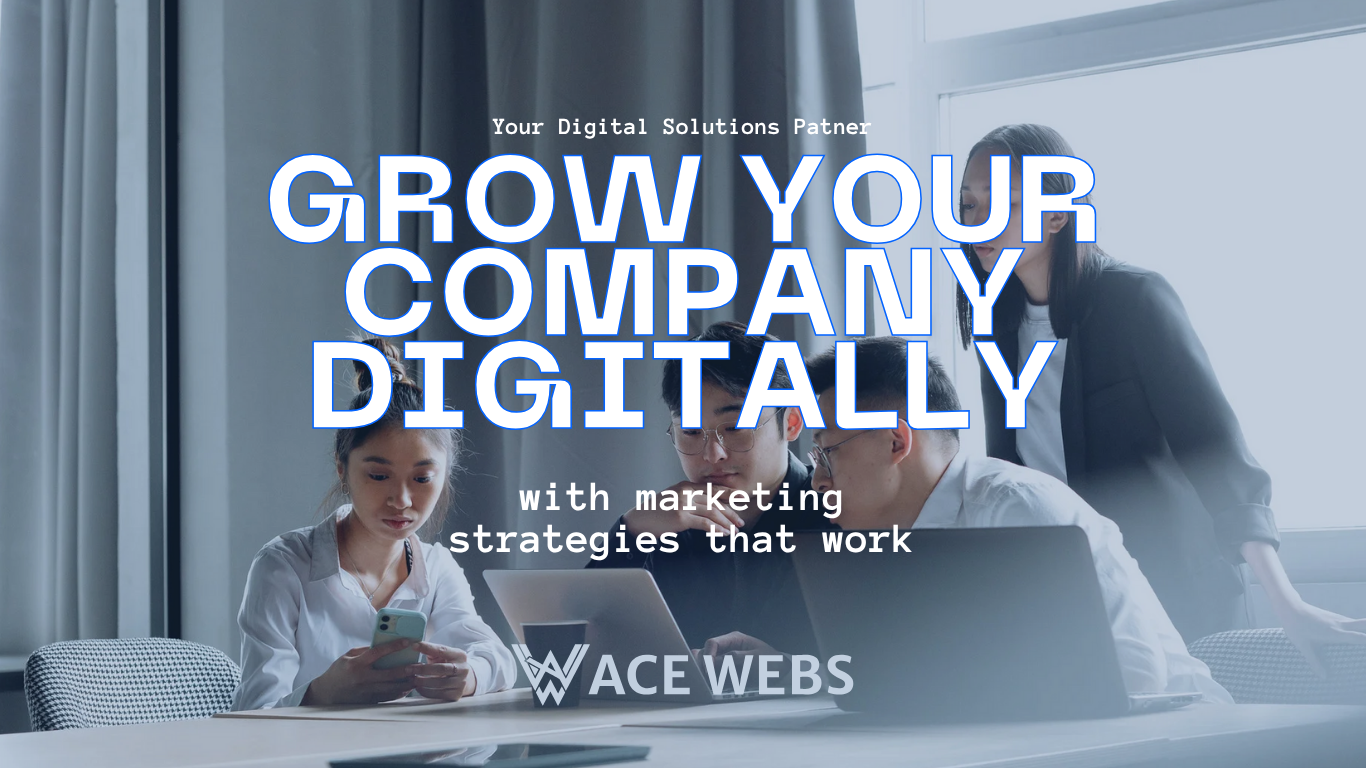 Your Digital Solutions Patner
GROW YOUR
COMPANY
DIGITALLY
with marketing
strategies that work
ACE WEBS